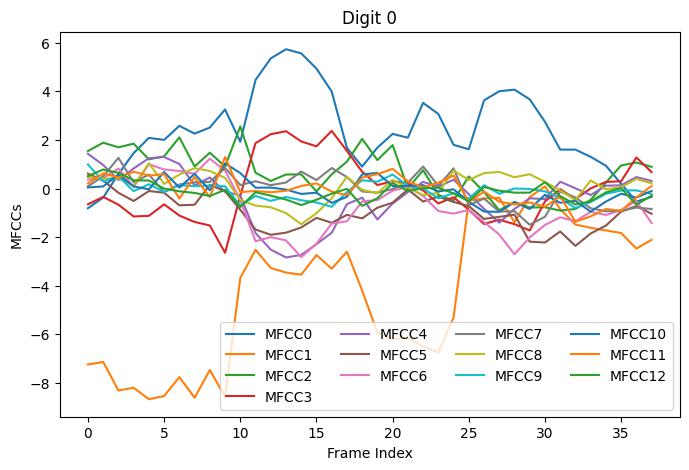 Digit 0
MFCCs
6
4
2
0
−2
−4
−6
−8
MFCC0 MFCC4 MFCC7 MFCC10
MFCC1 MFCC5 MFCC8 MFCC11
MFCC2 MFCC6 MFCC9 MFCC12
MFCC3
0 5 10 15 20 25 30 35
Frame Index